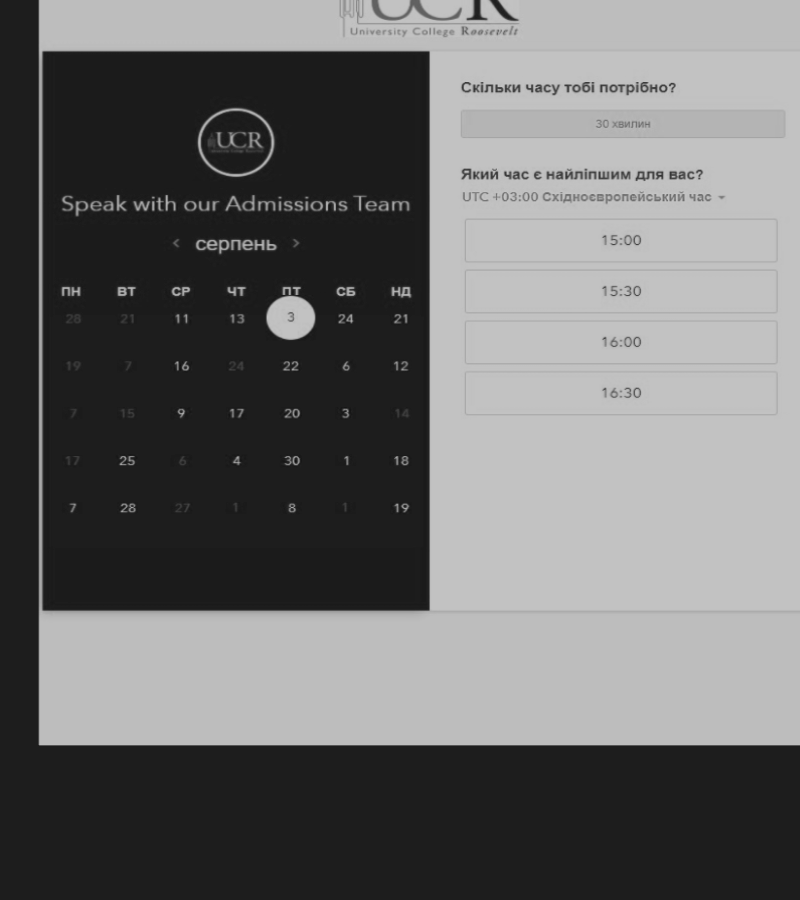 UCR
University College Roosevelt
UCR
Speak with our Admissions Team
< серпень >
ПН ВТ СР ЧТ ПТ СБ НД
28 21 11 13 3 24 21
19 7 16 24 22 6 12
7 15 9 17 20 3 14
17 25 6 4 30 1 18
7 28 27 1 8 1 19
Скільки часу тобі потрібно?
30 хвилин
Який час є найліпшим для вас?
UTC +03:00 Східноєвропейський час
15:00
15:30
16:00
16:30